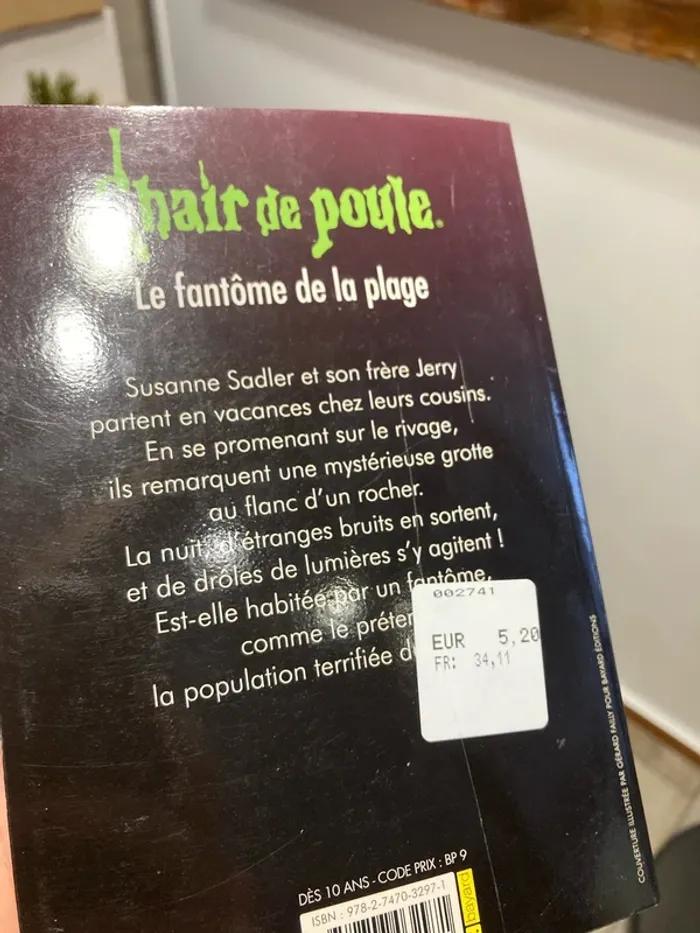 Chair de poule.
Le fantôme de la plage
Susanne Sadler et son frère Jerry
partent en vacances chez leurs cousins.
En se promenant sur le rivage,
ils remarquent une mystérieuse grotte
au flanc d'un rocher.
La nuit, d'étranges bruits en sortent,
et de drôles de lumières s'y agitent !
Est-elle habitée par un fantôme,
comme le préten
la population terrifiée d
002741
EUR 5,20
FR: 34,11
DÈS 10 ANS - CODE PRIX : BP 9
ISBN : 978-2-7470-3297-1
bayard
COUVERTURE ILLUSTRÉE PAR GÉRARD FAILLY POUR BAYARD ÉDITIONS